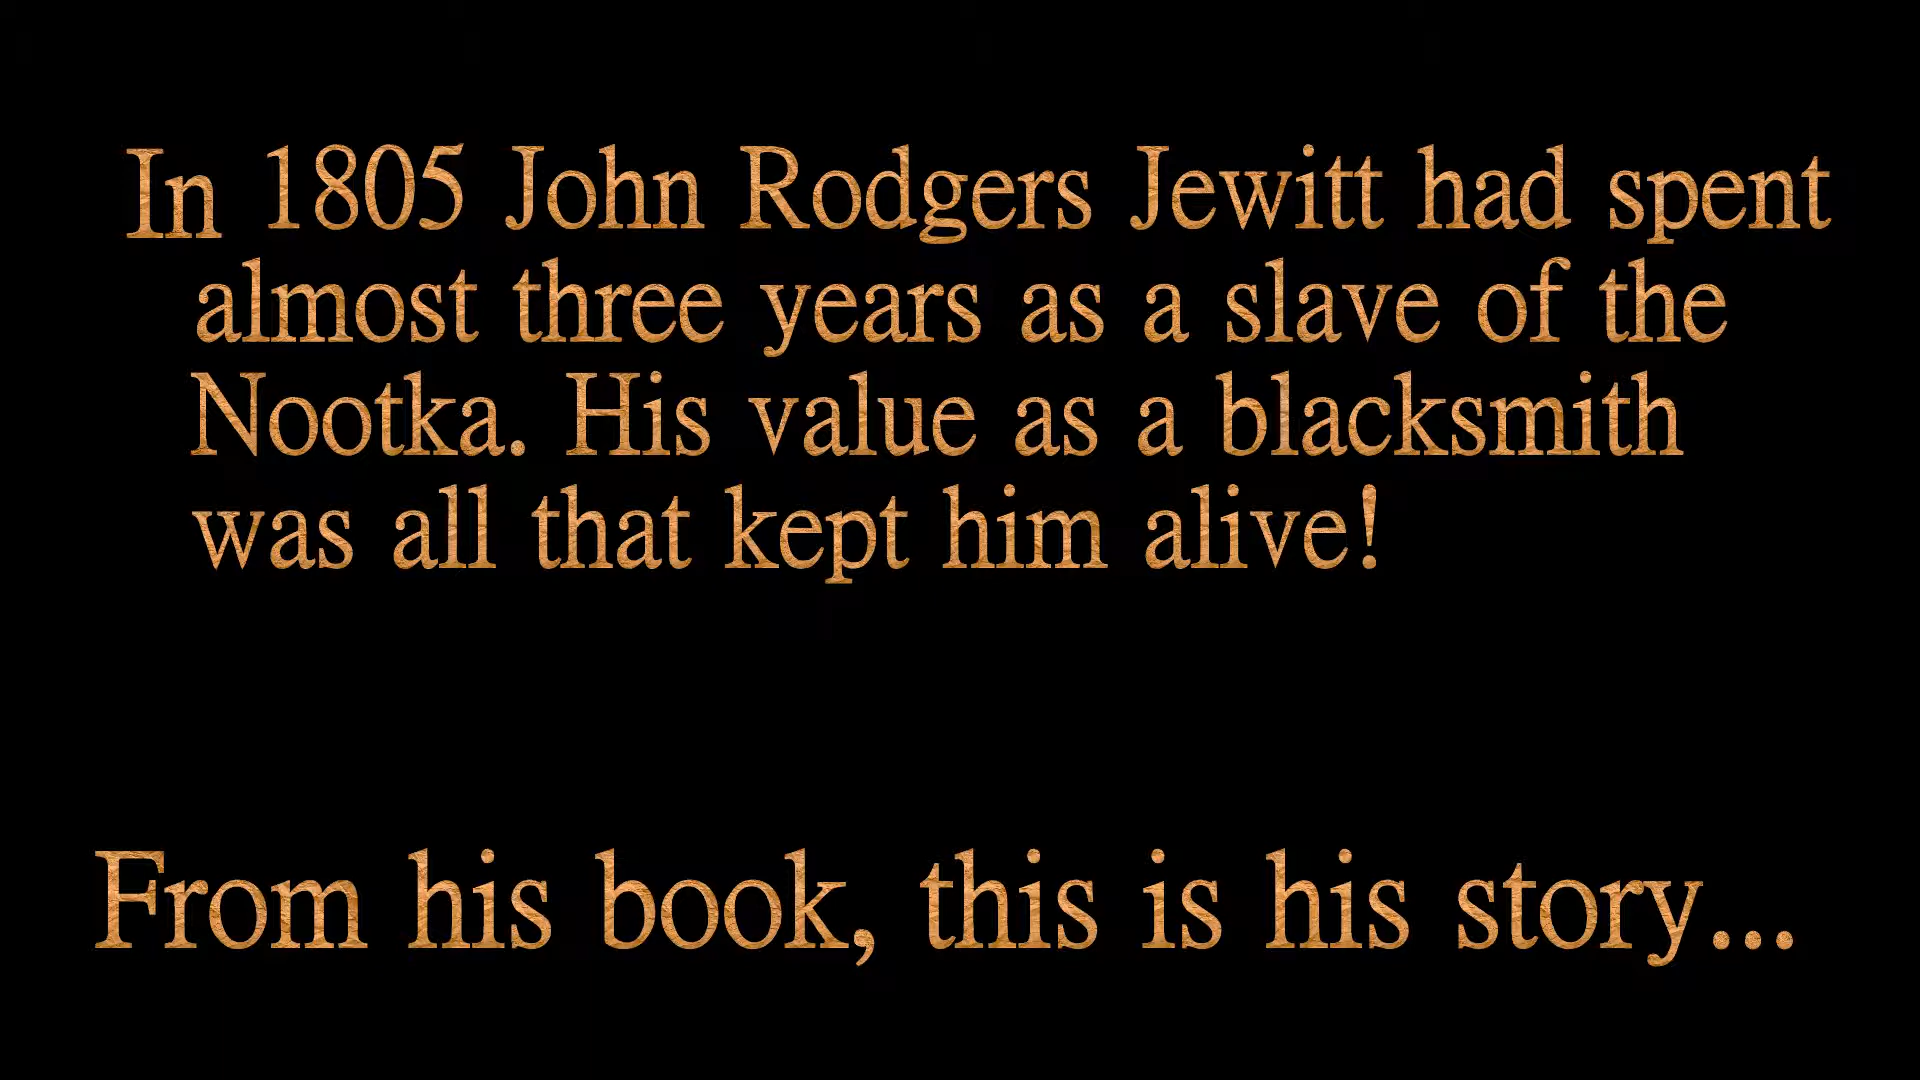 In 1805 John Rodgers Jewitt had spent
almost three years as a slave of the
Nootka. His value as a blacksmith
was all that kept him alive!
From his book, this is his story...